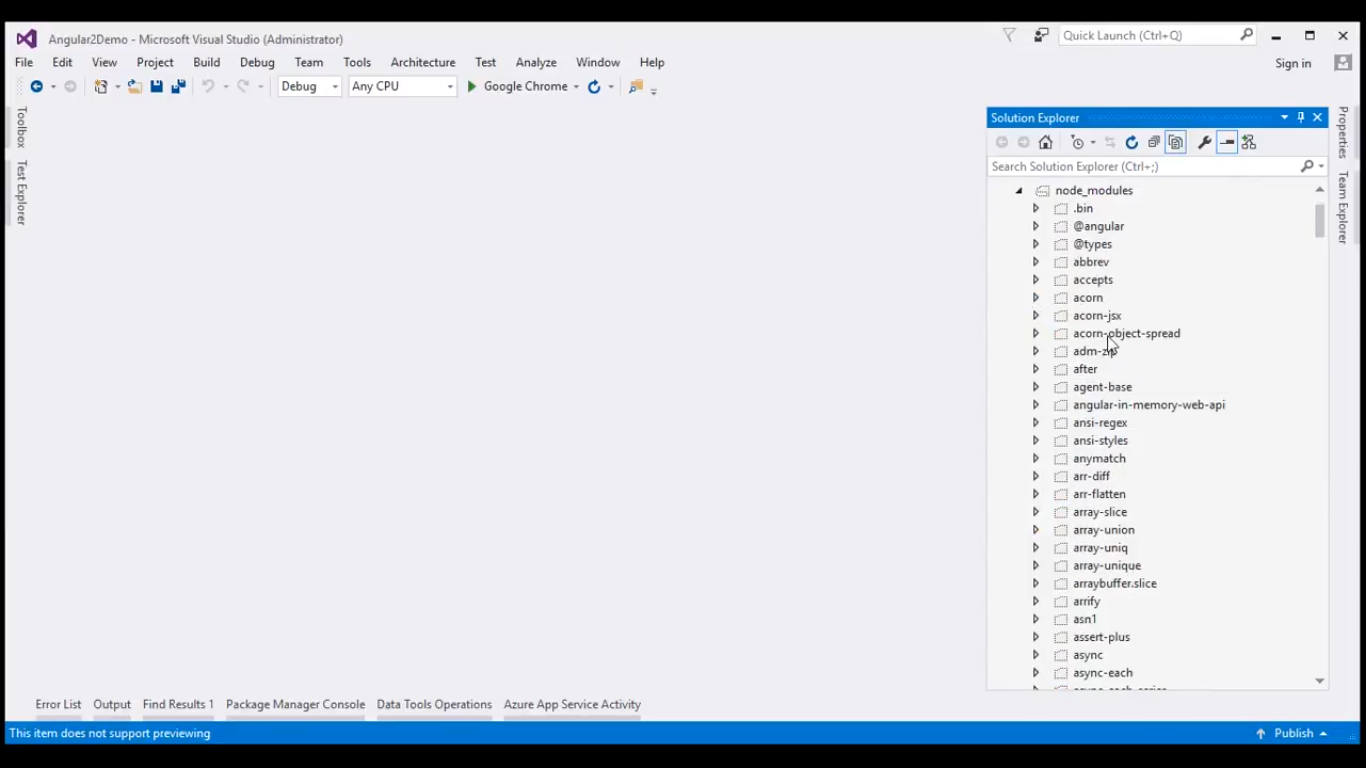 Angular2Demo - Microsoft Visual Studio (Administrator)
Quick Launch (Ctrl+Q)
File Edit View Project Build Debug Team Tools Architecture Test Analyze Window Help
Sign in
Debug Any CPU Google Chrome
Toolbox
Test Explorer
Solution Explorer
Search Solution Explorer (Ctrl+;)
node_modules
.bin
@angular
@types
abbrev
accepts
acorn
acorn-jsx
acorn-object-spread
adm-zip
after
agent-base
angular-in-memory-web-api
ansi-regex
ansi-styles
anymatch
arr-diff
arr-flatten
array-slice
array-union
array-uniq
array-unique
arraybuffer.slice
arrify
asn1
assert-plus
async
async-each
Properties
Team Explorer
Error List Output Find Results 1 Package Manager Console Data Tools Operations Azure App Service Activity
This item does not support previewing
Publish